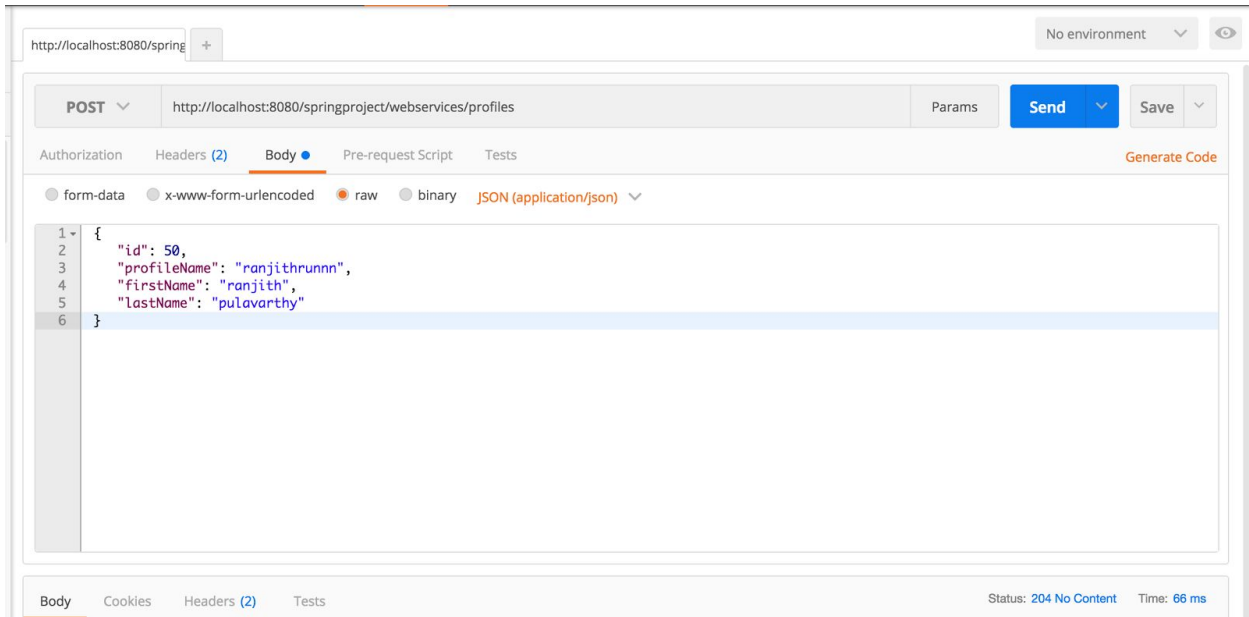 http://localhost:8080/spring +
No environment
POST http://localhost:8080/springproject/webservices/profiles Params Send Save
Authorization Headers (2) Body Pre-request Script Tests Generate Code
form-data x-www-form-urlencoded raw binary JSON (application/json)
1 {
2 "id": 50,
3 "profileName": "ranjithrunnn",
4 "firstName": "ranjith",
5 "lastName": "pulavarthy"
6 }
Body Cookies Headers (2) Tests Status: 204 No Content Time: 66 ms